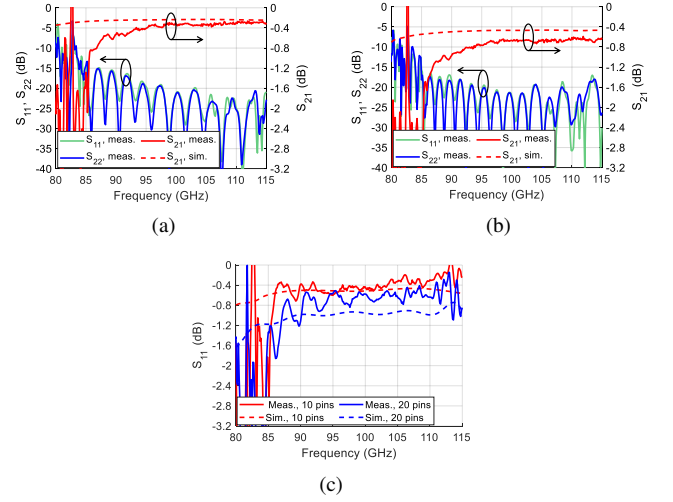 0
-5
-10
-15
-20
-25
-30
-35
-40
S11, S22 (dB)
0
-0.4
-0.8
-1.2
-1.6
-2
-2.4
-2.8
-3.2
S21 (dB)
S11, meas.
S21, meas.
S22, meas.
S21, sim.
80 85 90 95 100 105 110 115
Frequency (GHz)
(a)
0
-5
-10
-15
-20
-25
-30
-35
-40
S11, S22 (dB)
0
-0.4
-0.8
-1.2
-1.6
-2
-2.4
-2.8
-3.2
S21 (dB)
S11, meas.
S21, meas.
S22, meas.
S21, sim.
80 85 90 95 100 105 110 115
Frequency (GHz)
(b)
0
-0.4
-0.8
-1.2
-1.6
-2
-2.4
-2.8
-3.2
S11 (dB)
Meas., 10 pins
Meas., 20 pins
Sim., 10 pins
Sim., 20 pins
80 85 90 95 100 105 110 115
Frequency (GHz)
(c)